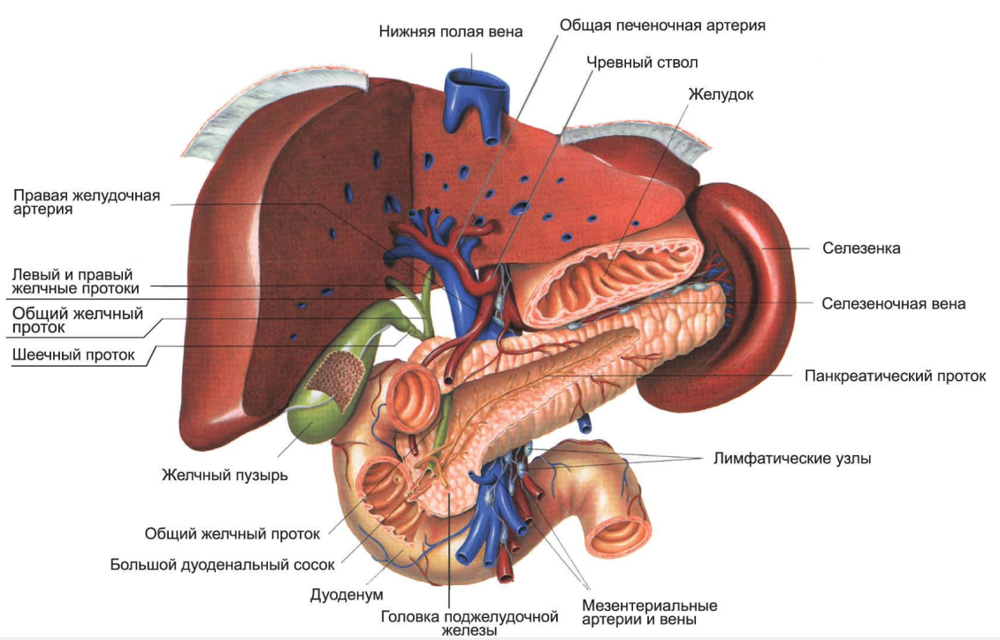 Нижняя полая вена
Общая печеночная артерия
Чревный ствол
Желудок
Правая желудочная
артерия
Селезенка
Левый и правый
желчные протоки
Общий желчный
проток
Шеечный проток
Селезеночная вена
Панкреатический проток
Желчный пузырь
Лимфатические узлы
Общий желчный проток
Большой дуоденальный сосок
Дуоденум
Головка поджелудочной
железы
Мезентериальные
артерии и вены